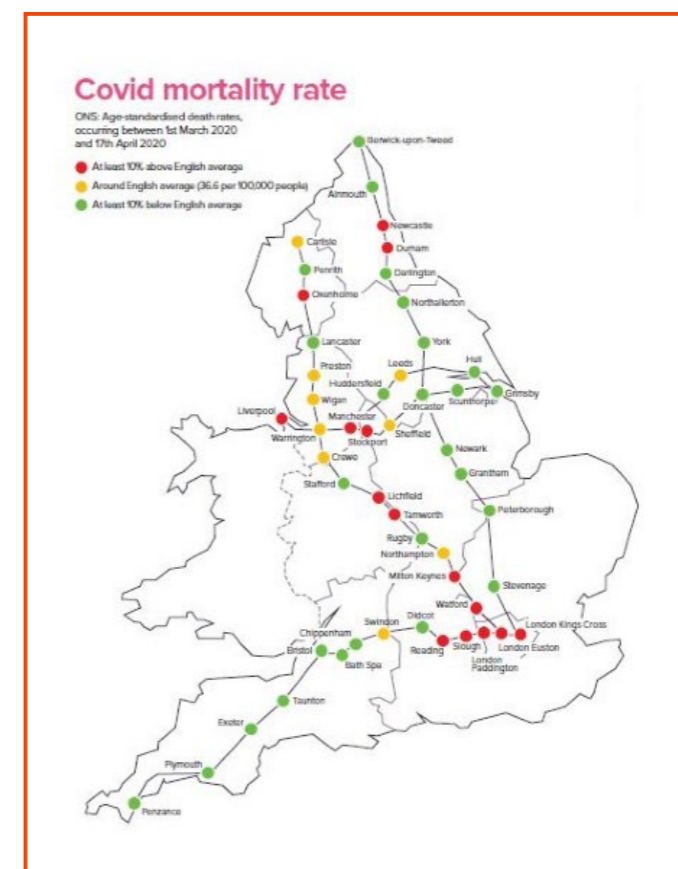 Covid mortality rate
ONS: Age-standardised death rates,
occurring between 1st March 2020
and 17th April 2020
At least 10% above English average
Around English average (36.6 per 100,000 people)
At least 10% below English average
Berwick-upon-Tweed
Alnmouth
Newcastle
Durham
Carlisle
Penrith
Darlington
Oxenholme
Northallerton
Lancaster
York
Preston
Leeds
Hull
Huddersfield
Wigan
Doncaster
Scunthorpe
Grimsby
Liverpool
Manchester
Warrington
Stockport
Sheffield
Crewe
Newark
Grantham
Stafford
Lichfield
Tamworth
Peterborough
Rugby
Northampton
Milton Keynes
Stevenage
Watford
Didcot
Swindon
London Kings Cross
Chippenham
Bristol
Bath Spa
Reading
Slough
London Euston
London
Paddington
Taunton
Exeter
Plymouth
Penzance